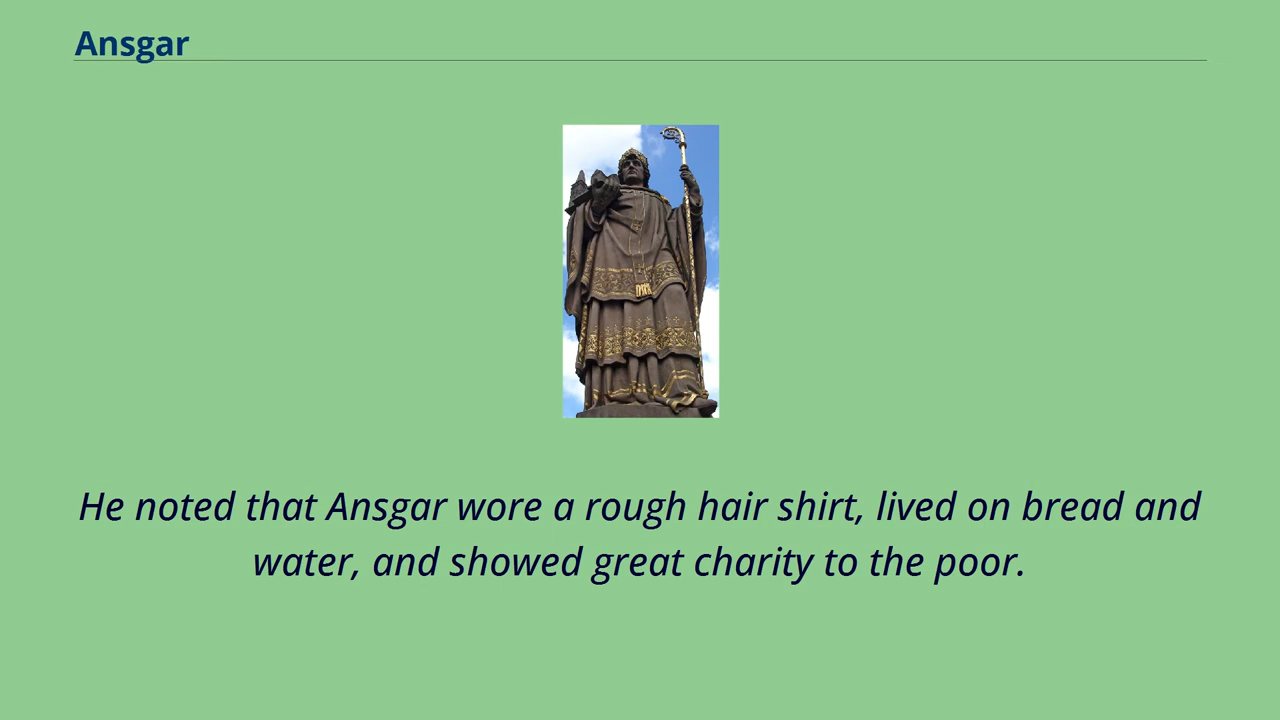 Ansgar
He noted that Ansgar wore a rough hair shirt, lived on bread and
water, and showed great charity to the poor.